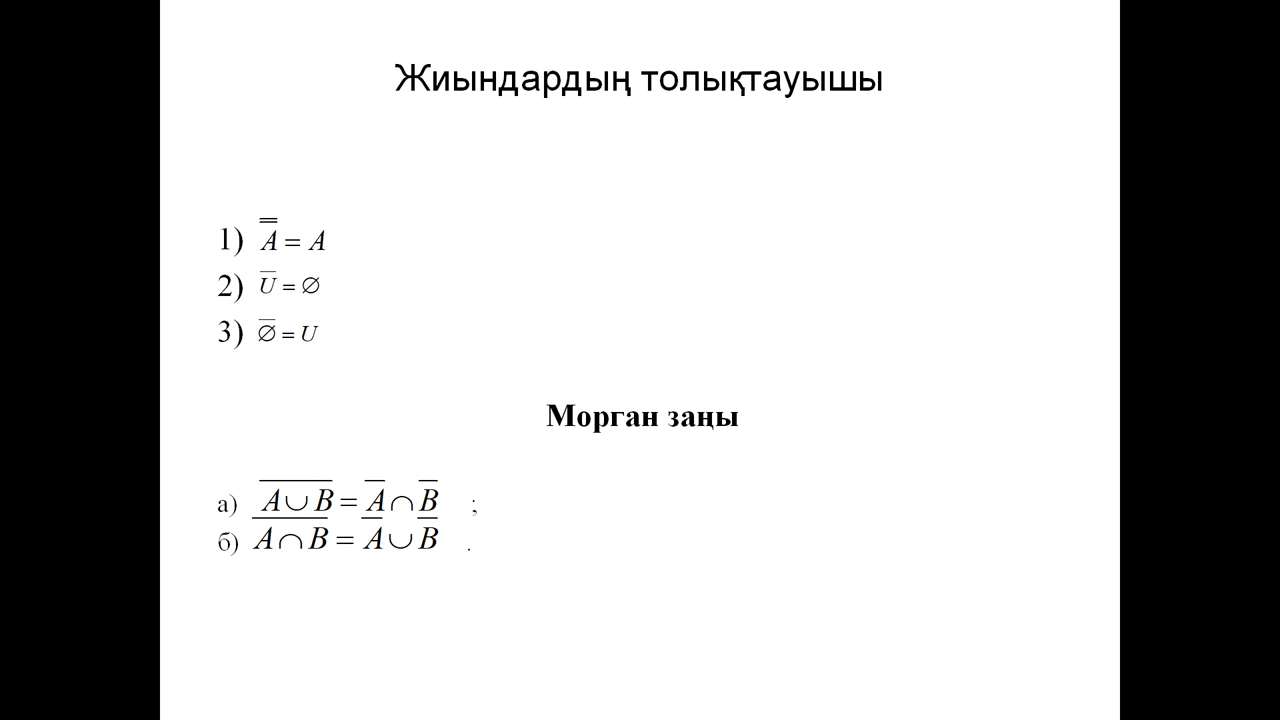 Жиындардың толықтауышы
1) A̿ = A
2) U̅ = ∅
3) ∅̅ = U
Морган заңы
а) A̅ ̅∪̅ ̅B̅ = A̅ ∩ B̅ ;
б) A̅ ̅∩̅ ̅B̅ = A̅ ∪ B̅ .